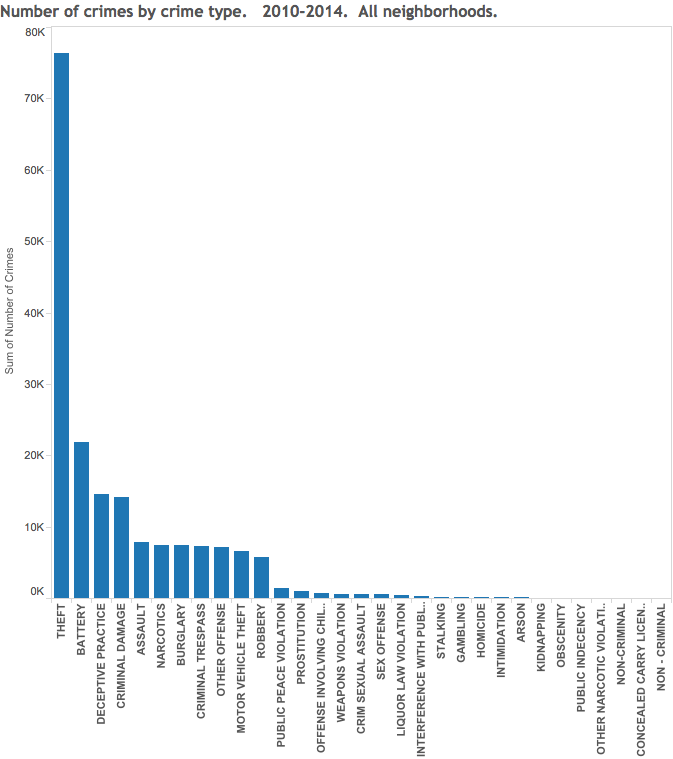 Number of crimes by crime type.   2010-2014.  All neighborhoods.
80K
70K
60K
50K
40K
30K
20K
10K
0K
Sum of Number of Crimes
THEFT
BATTERY
DECEPTIVE PRACTICE
CRIMINAL DAMAGE
ASSAULT
NARCOTICS
BURGLARY
CRIMINAL TRESPASS
OTHER OFFENSE
MOTOR VEHICLE THEFT
ROBBERY
PUBLIC PEACE VIOLATION
PROSTITUTION
OFFENSE INVOLVING CHIL..
WEAPONS VIOLATION
CRIM SEXUAL ASSAULT
SEX OFFENSE
LIQUOR LAW VIOLATION
INTERFERENCE WITH PUBL..
STALKING
GAMBLING
HOMICIDE
INTIMIDATION
ARSON
KIDNAPPING
OBSCENITY
PUBLIC INDECENCY
OTHER NARCOTIC VIOLATI..
NON-CRIMINAL
CONCEALED CARRY LICEN..
NON - CRIMINAL